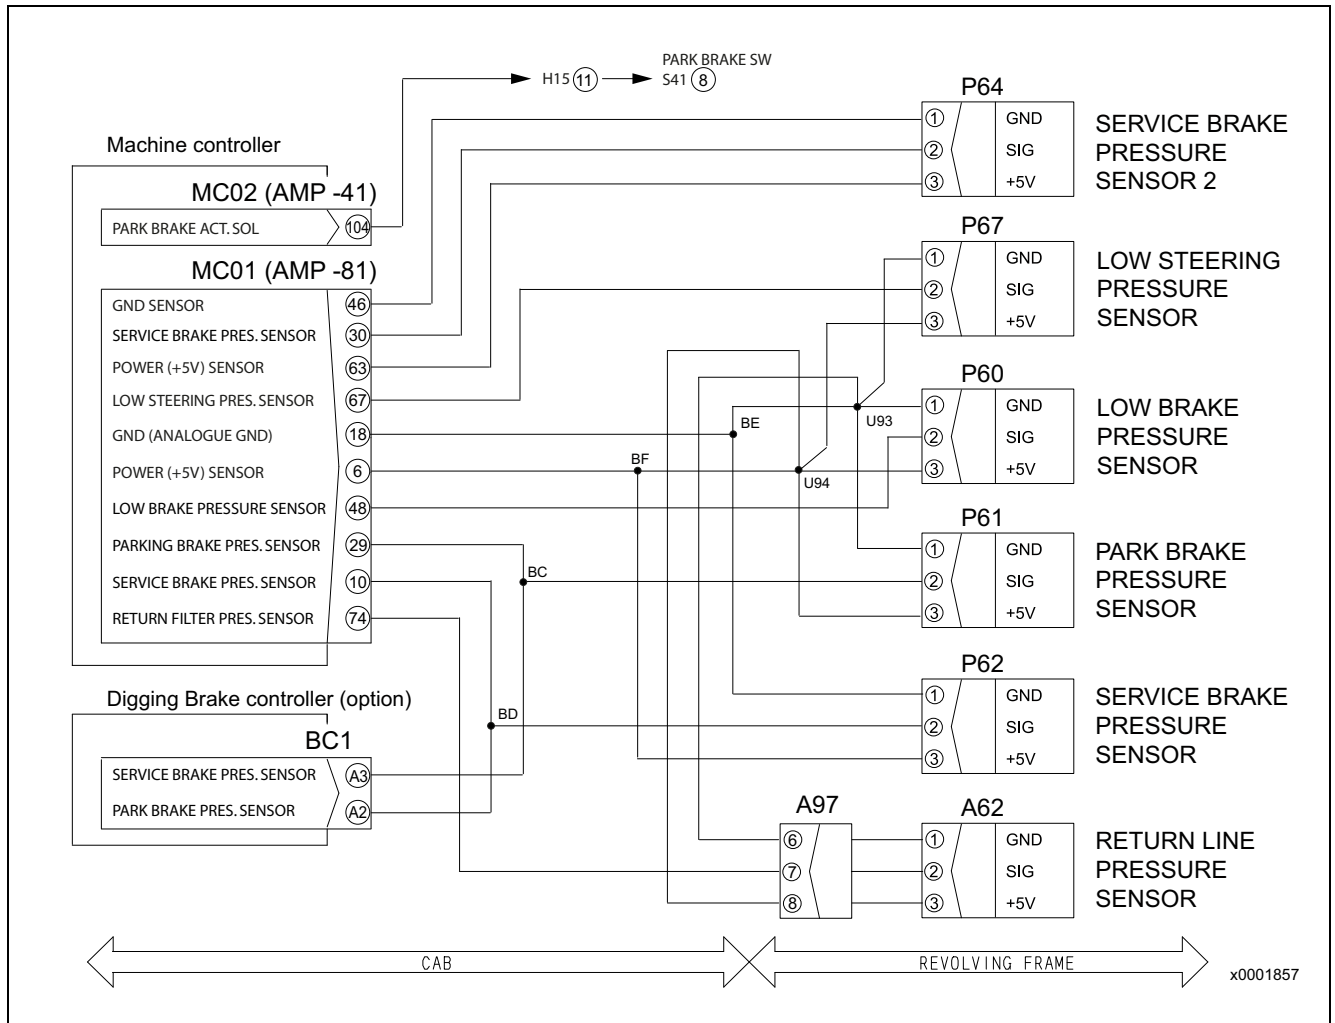 PARK BRAKE SW
H15 11 S41 8
Machine controller
MC02 (AMP -41)
PARK BRAKE ACT. SOL 104
MC01 (AMP -81)
GND SENSOR 46
SERVICE BRAKE PRES. SENSOR 30
POWER (+5V) SENSOR 63
LOW STEERING PRES. SENSOR 67
GND (ANALOGUE GND) 18
POWER (+5V) SENSOR 6
LOW BRAKE PRESSURE SENSOR 48
PARKING BRAKE PRES. SENSOR 29
SERVICE BRAKE PRES. SENSOR 10
RETURN FILTER PRES. SENSOR 74
Digging Brake controller (option)
BC1
SERVICE BRAKE PRES. SENSOR A3
PARK BRAKE PRES. SENSOR A2
BE
BF
BC
BD
U93
U94
P64
1 GND
2 SIG
3 +5V
SERVICE BRAKE
PRESSURE
SENSOR 2
P67
1 GND
2 SIG
3 +5V
LOW STEERING
PRESSURE
SENSOR
P60
1 GND
2 SIG
3 +5V
LOW BRAKE
PRESSURE
SENSOR
P61
1 GND
2 SIG
3 +5V
PARK BRAKE
PRESSURE
SENSOR
P62
1 GND
2 SIG
3 +5V
SERVICE BRAKE
PRESSURE
SENSOR
A97
6
7
8
A62
1 GND
2 SIG
3 +5V
RETURN LINE
PRESSURE
SENSOR
CAB
REVOLVING FRAME
x0001857